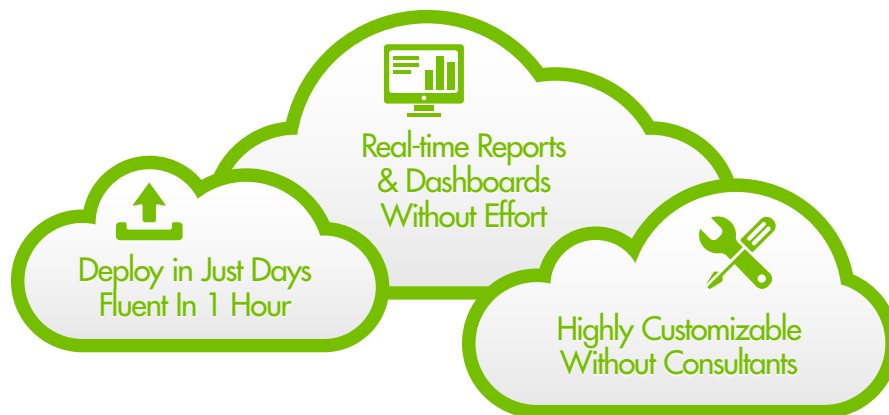 Real-time Reports
& Dashboards
Without Effort
Deploy in Just Days
Fluent In 1 Hour
Highly Customizable
Without Consultants